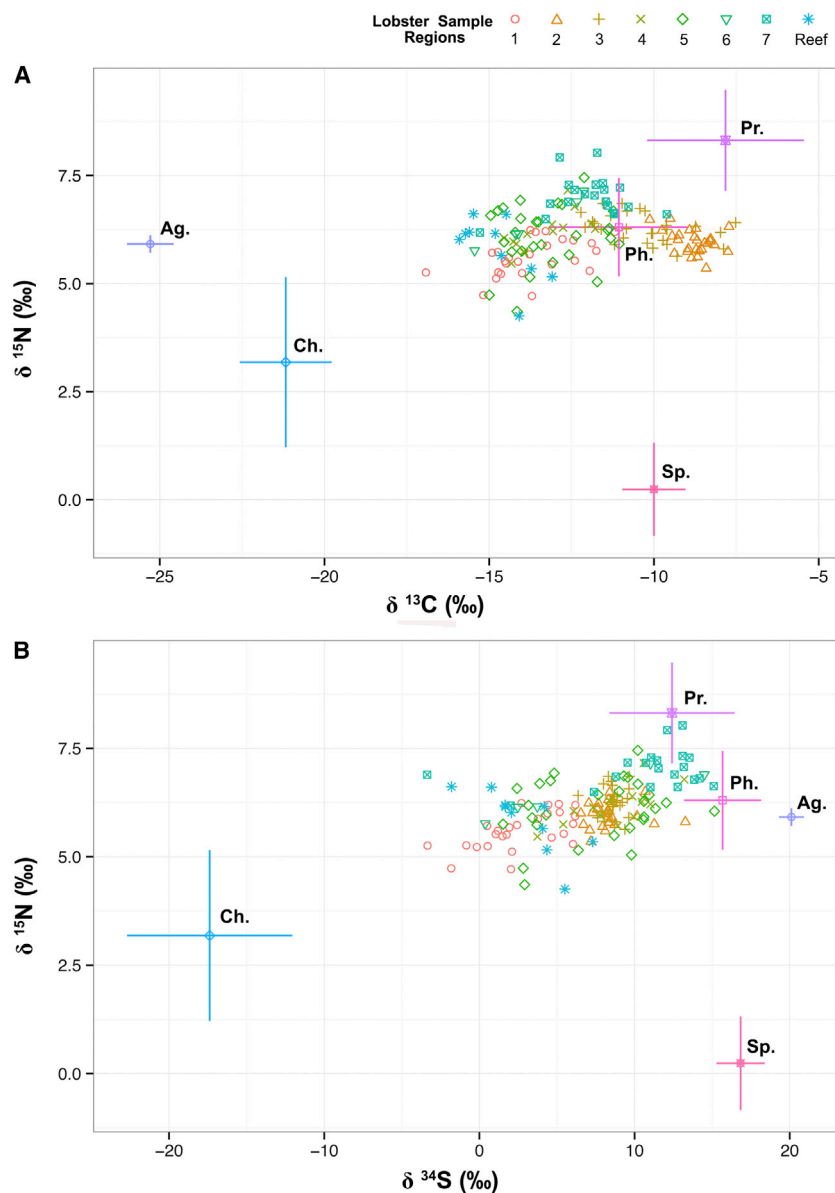 Lobster Sample Regions
1 2 3 4 5 6 7 Reef
A
7.5
5.0
2.5
0.0
δ ¹⁵N (‰)
Pr.
Ag.
Ph.
Ch.
Sp.
−25 −20 −15 −10 −5
δ ¹³C (‰)
B
7.5
5.0
2.5
0.0
δ ¹⁵N (‰)
Pr.
Ph.
Ag.
Ch.
Sp.
−20 −10 0 10 20
δ ³⁴S (‰)